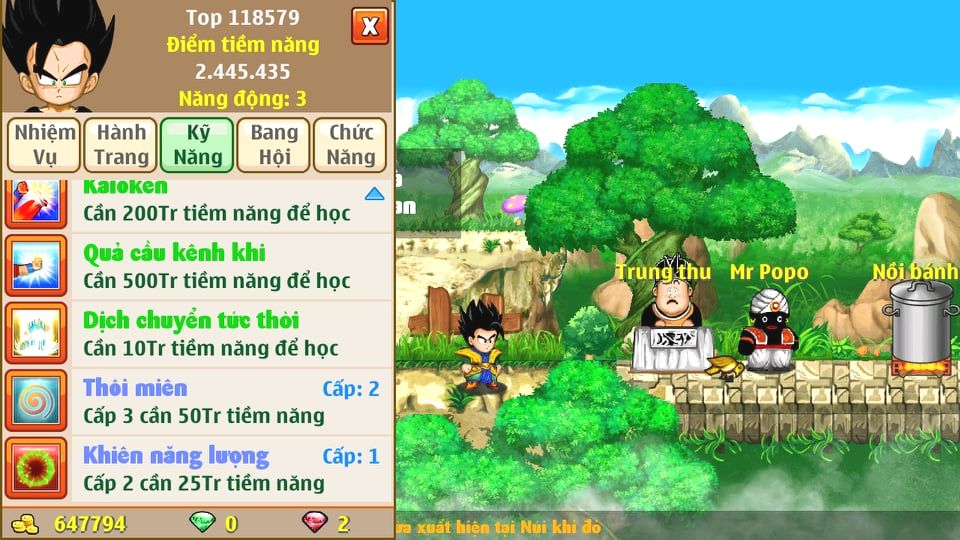 Top 118579
Điểm tiềm năng
2.445.435
Năng động: 3
X
Nhiệm Vụ
Hành Trang
Kỹ Năng
Bang Hội
Chức Năng
Kaioken
Cần 200Tr tiềm năng để học
Quả cầu kênh khi
Cần 500Tr tiềm năng để học
Dịch chuyển tức thời
Cần 10Tr tiềm năng để học
Thôi miên Cấp: 2
Cấp 3 cần 50Tr tiềm năng
Khiên năng lượng Cấp: 1
Cấp 2 cần 25Tr tiềm năng
647794 0 2
Trung thu Mr Popo Nồi bánh
xuất hiện tại Núi khỉ đỏ